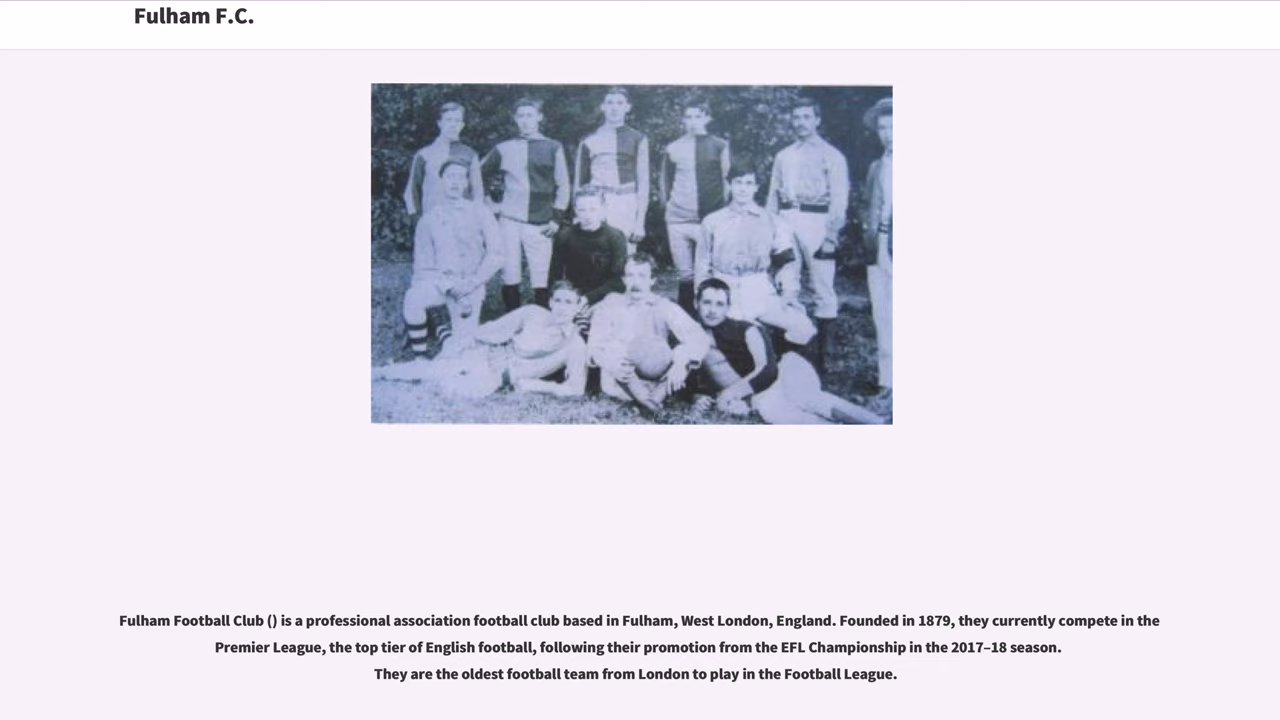 Fulham F.C.
Fulham Football Club () is a professional association football club based in Fulham, West London, England. Founded in 1879, they currently compete in the
Premier League, the top tier of English football, following their promotion from the EFL Championship in the 2017–18 season.
They are the oldest football team from London to play in the Football League.